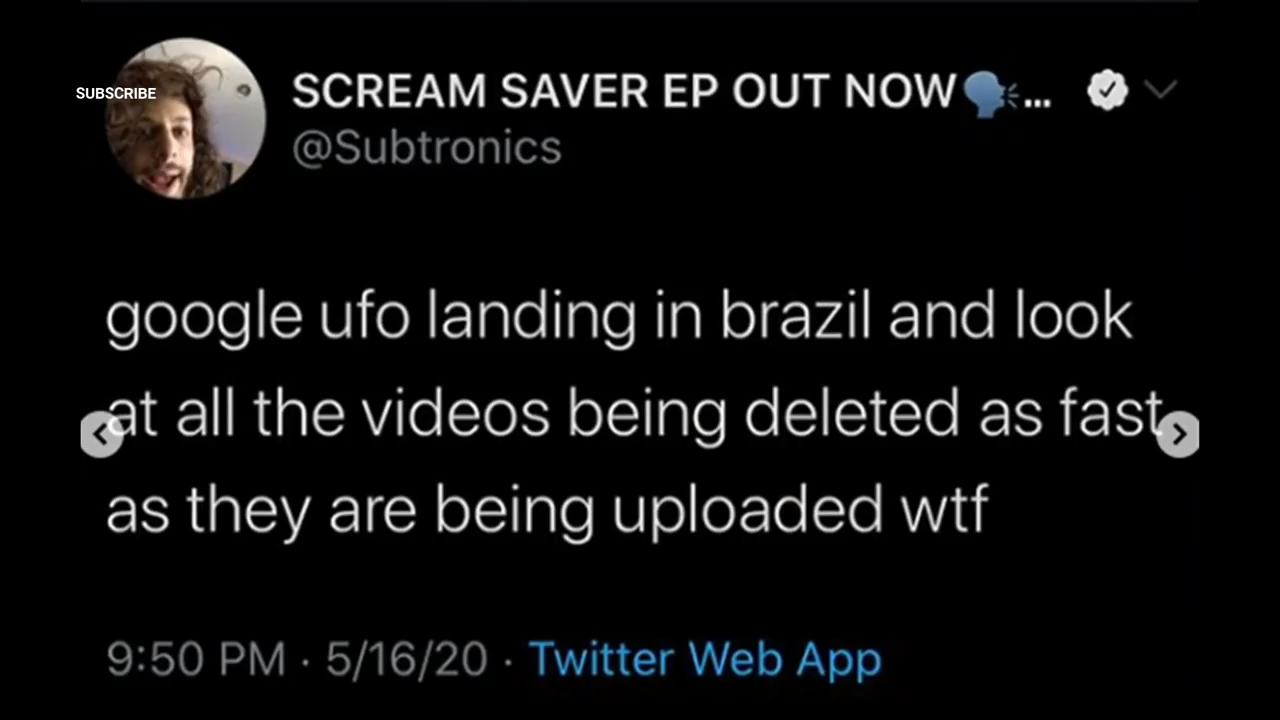 SUBSCRIBE
SCREAM SAVER EP OUT NOW🗣️...
@Subtronics
google ufo landing in brazil and look
at all the videos being deleted as fast
as they are being uploaded wtf
9:50 PM · 5/16/20 · Twitter Web App